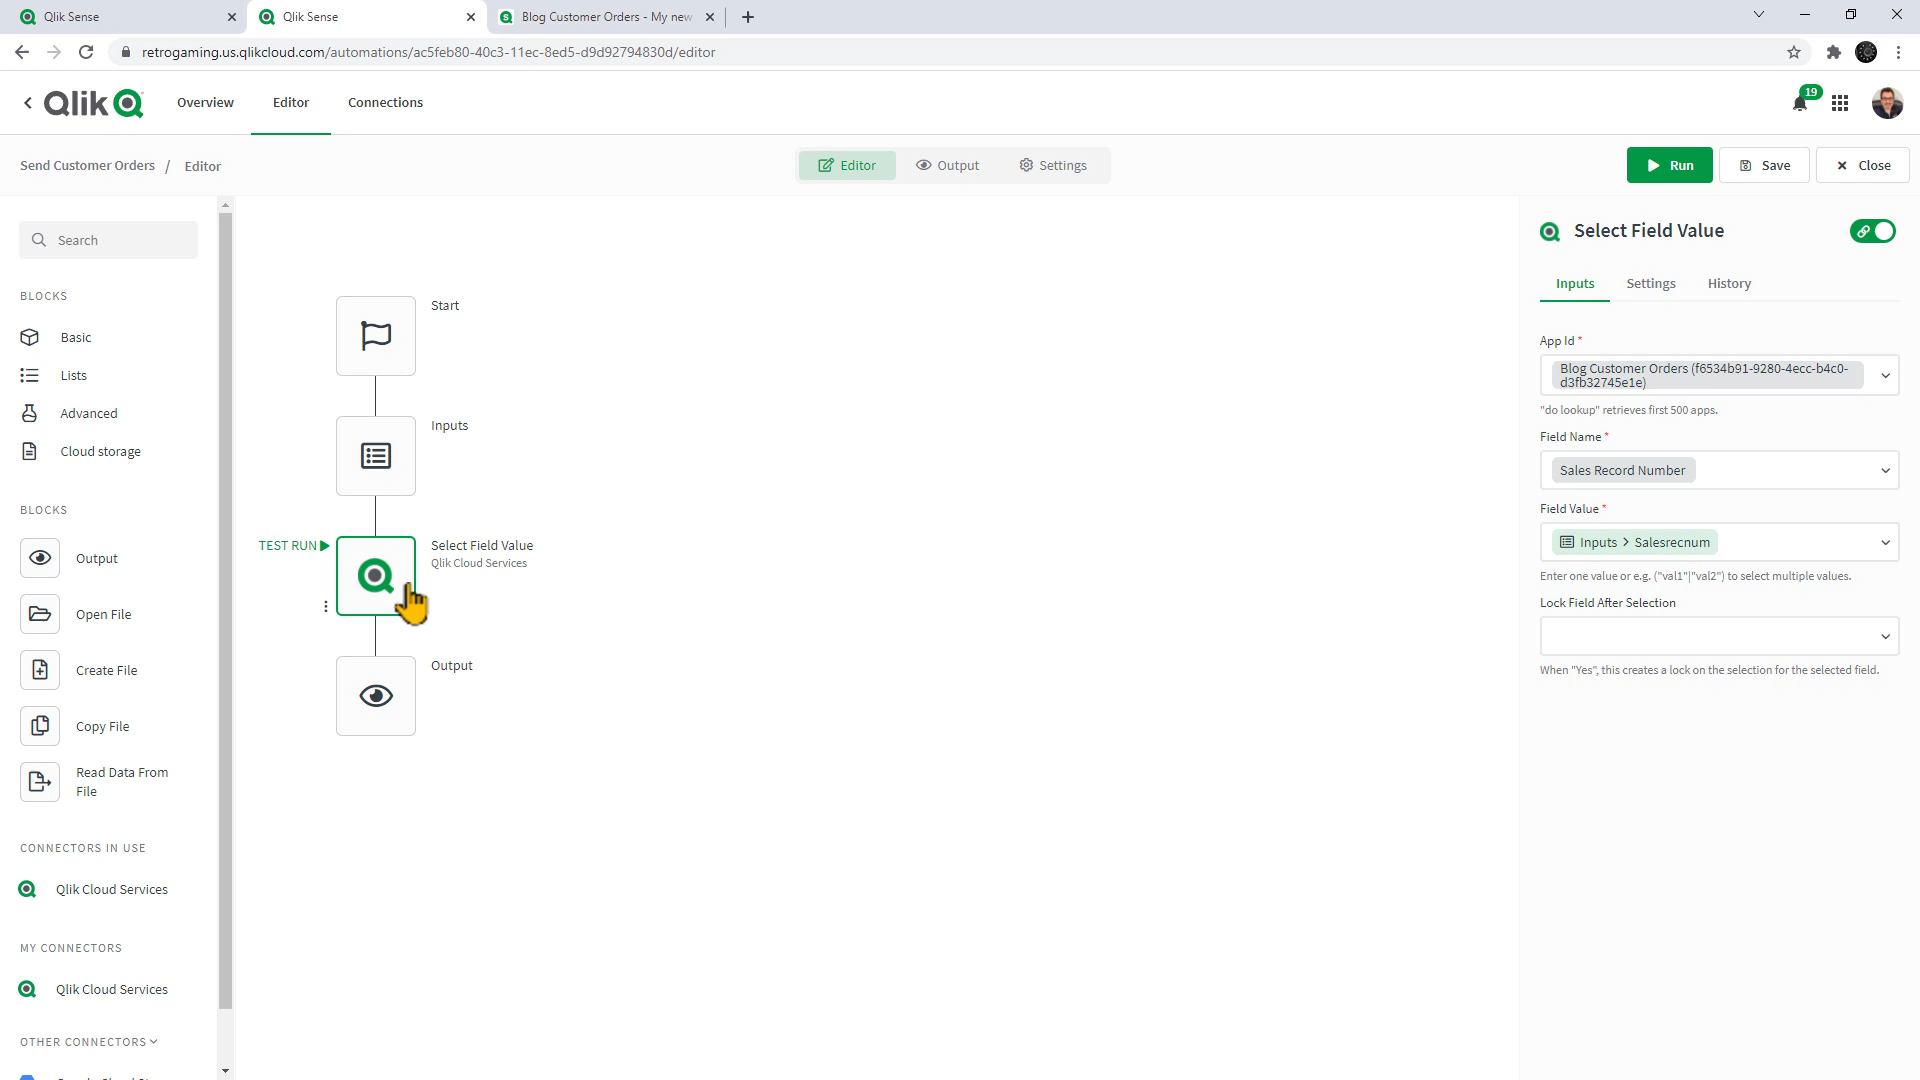 Qlik Sense
Qlik Sense
Blog Customer Orders - My new
retrogaming.us.qlikcloud.com/automations/ac5feb80-40c3-11ec-8ed5-d9d92794830d/editor
Qlik
Overview
Editor
Connections
19
Send Customer Orders / Editor
Editor
Output
Settings
Run
Save
Close
Search
BLOCKS
Basic
Lists
Advanced
Cloud storage
BLOCKS
Output
Open File
Create File
Copy File
Read Data From
File
CONNECTORS IN USE
Qlik Cloud Services
MY CONNECTORS
Qlik Cloud Services
OTHER CONNECTORS
Start
Inputs
TEST RUN
Select Field Value
Qlik Cloud Services
Output
Select Field Value
Inputs
Settings
History
App Id *
Blog Customer Orders (f6534b91-9280-4ecc-b4c0-
d3fb32745e1e)
"do lookup" retrieves first 500 apps.
Field Name *
Sales Record Number
Field Value *
Inputs > Salesrecnum
Enter one value or e.g. ("val1"|"val2") to select multiple values.
Lock Field After Selection
When "Yes", this creates a lock on the selection for the selected field.